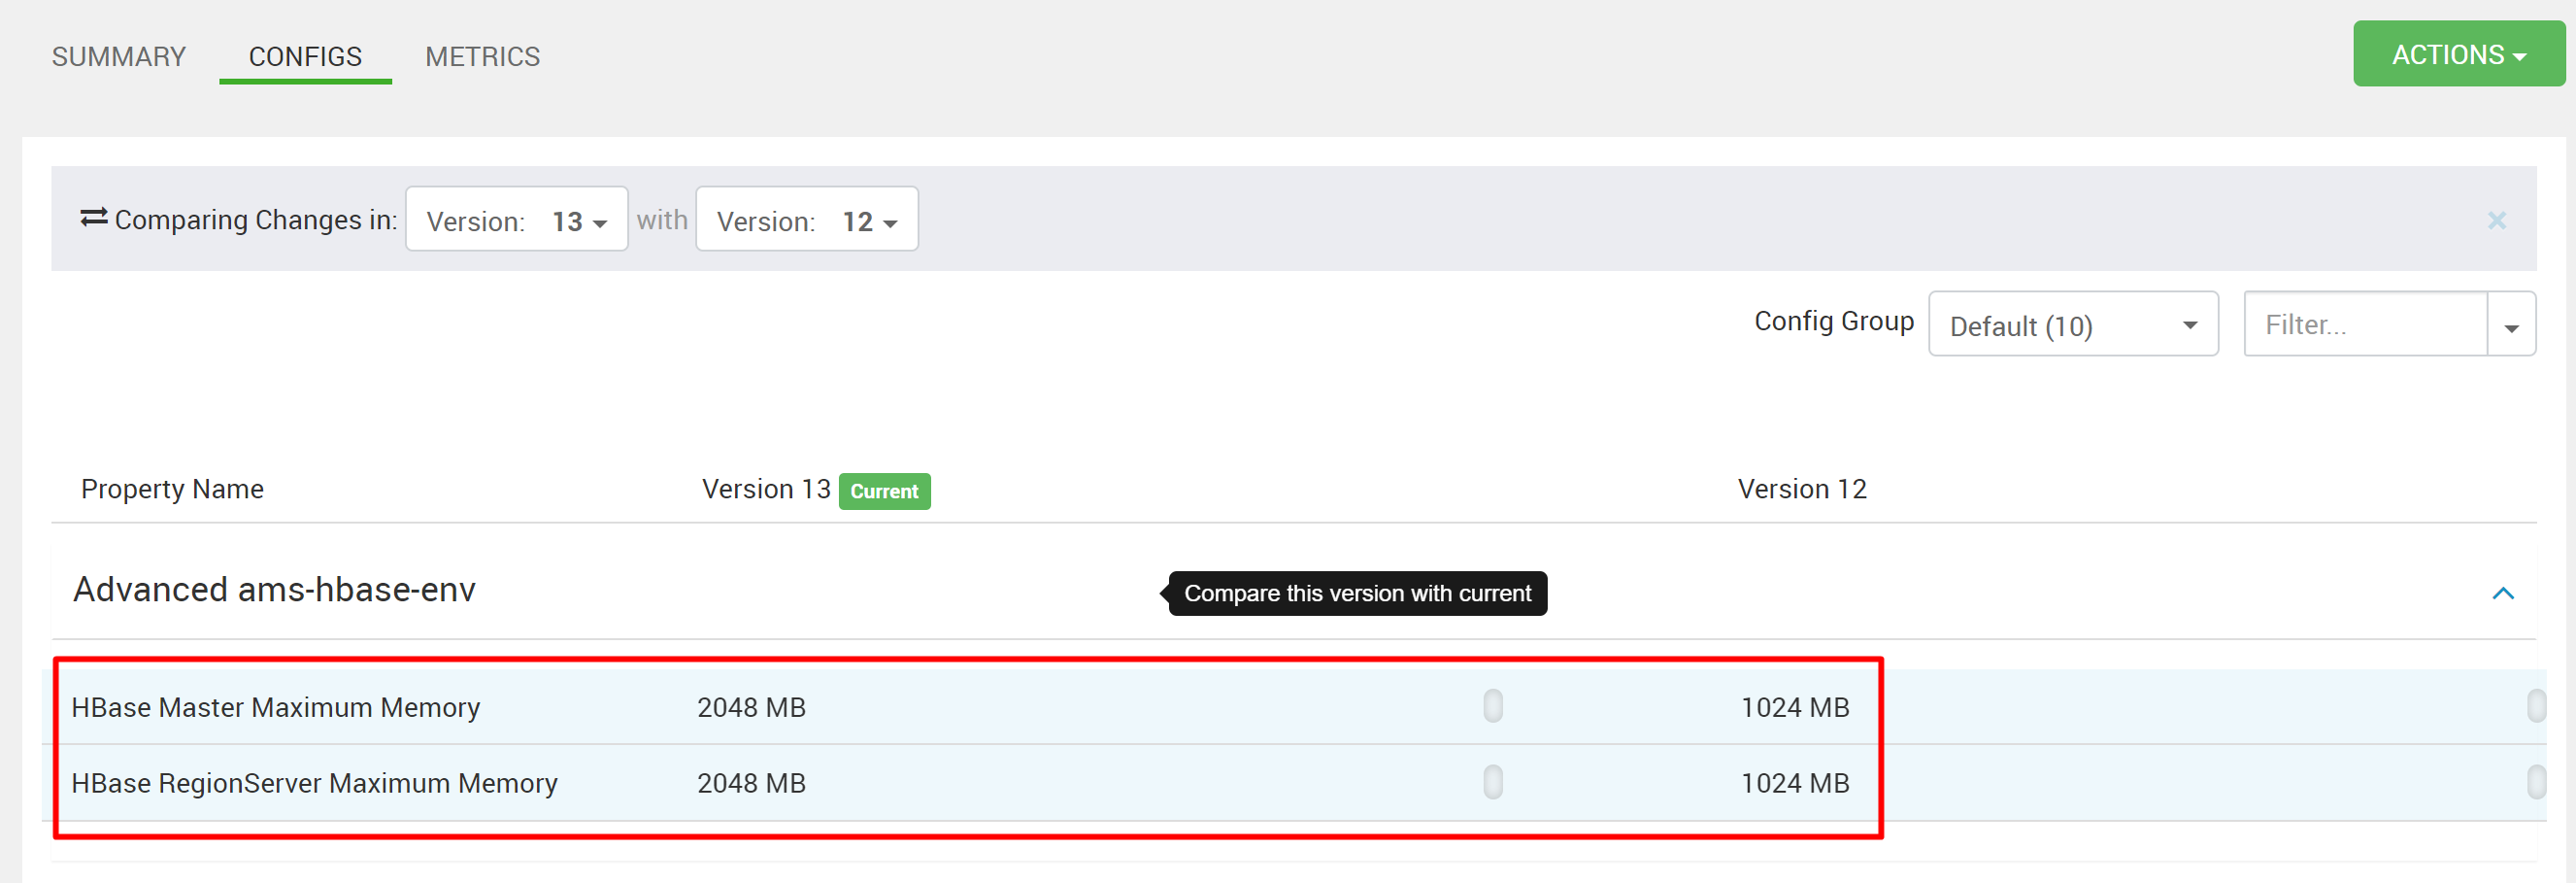 SUMMARY CONFIGS METRICS ACTIONS
Comparing Changes in: Version: 13 with Version: 12 ×
Config Group Default (10) Filter...
Property Name Version 13 Current Version 12
Advanced ams-hbase-env Compare this version with current
HBase Master Maximum Memory 2048 MB 1024 MB
HBase RegionServer Maximum Memory 2048 MB 1024 MB